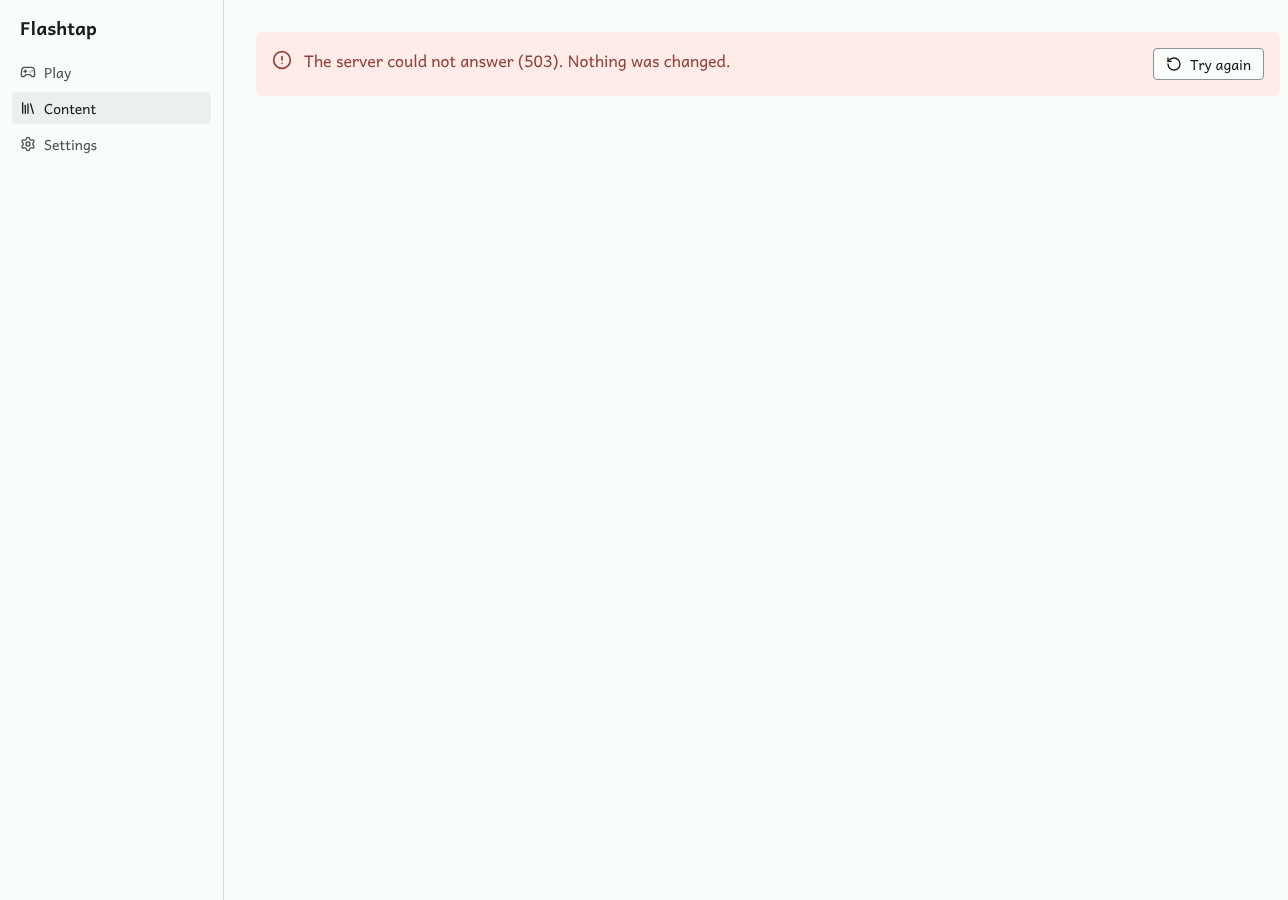 Flashtap
Play
Content
Settings
The server could not answer (503). Nothing was changed.
Try again